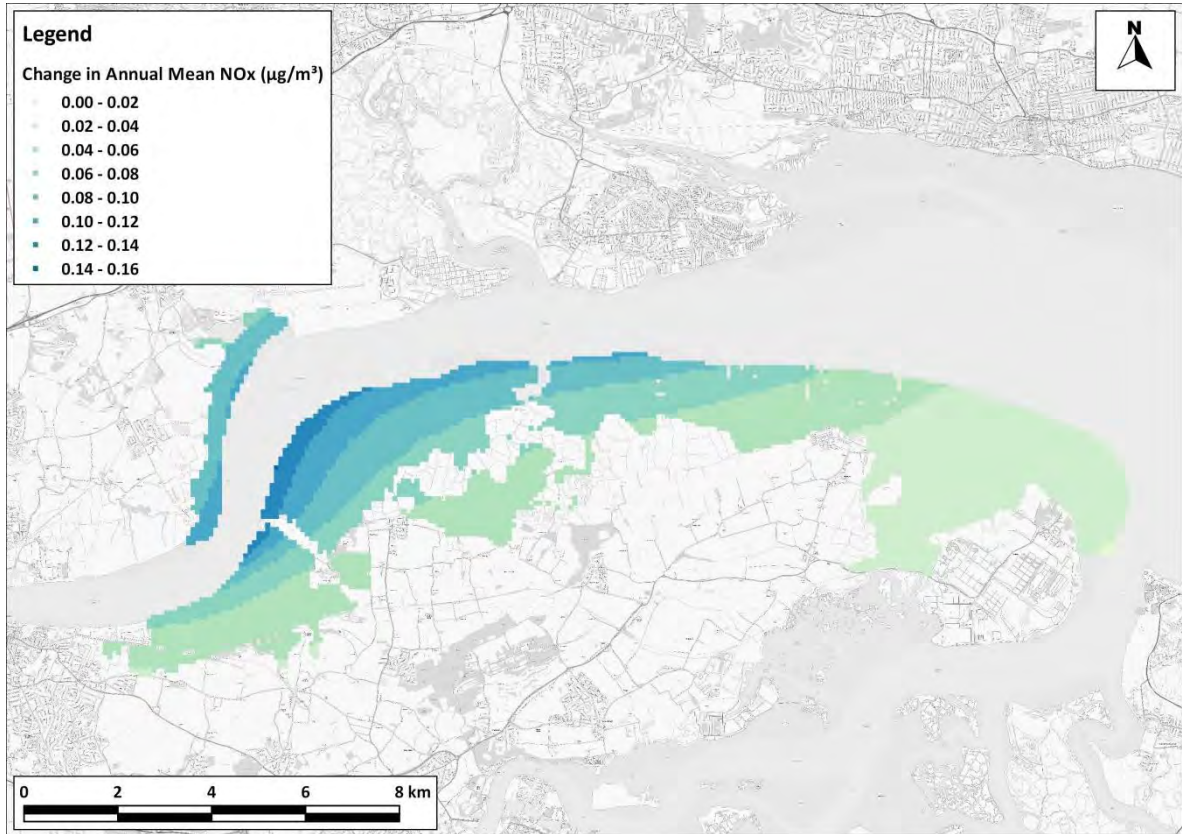 Legend
Change in Annual Mean NOx (µg/m³)
0.00 - 0.02
0.02 - 0.04
0.04 - 0.06
0.06 - 0.08
0.08 - 0.10
0.10 - 0.12
0.12 - 0.14
0.14 - 0.16
N
0 2 4 6 8 km